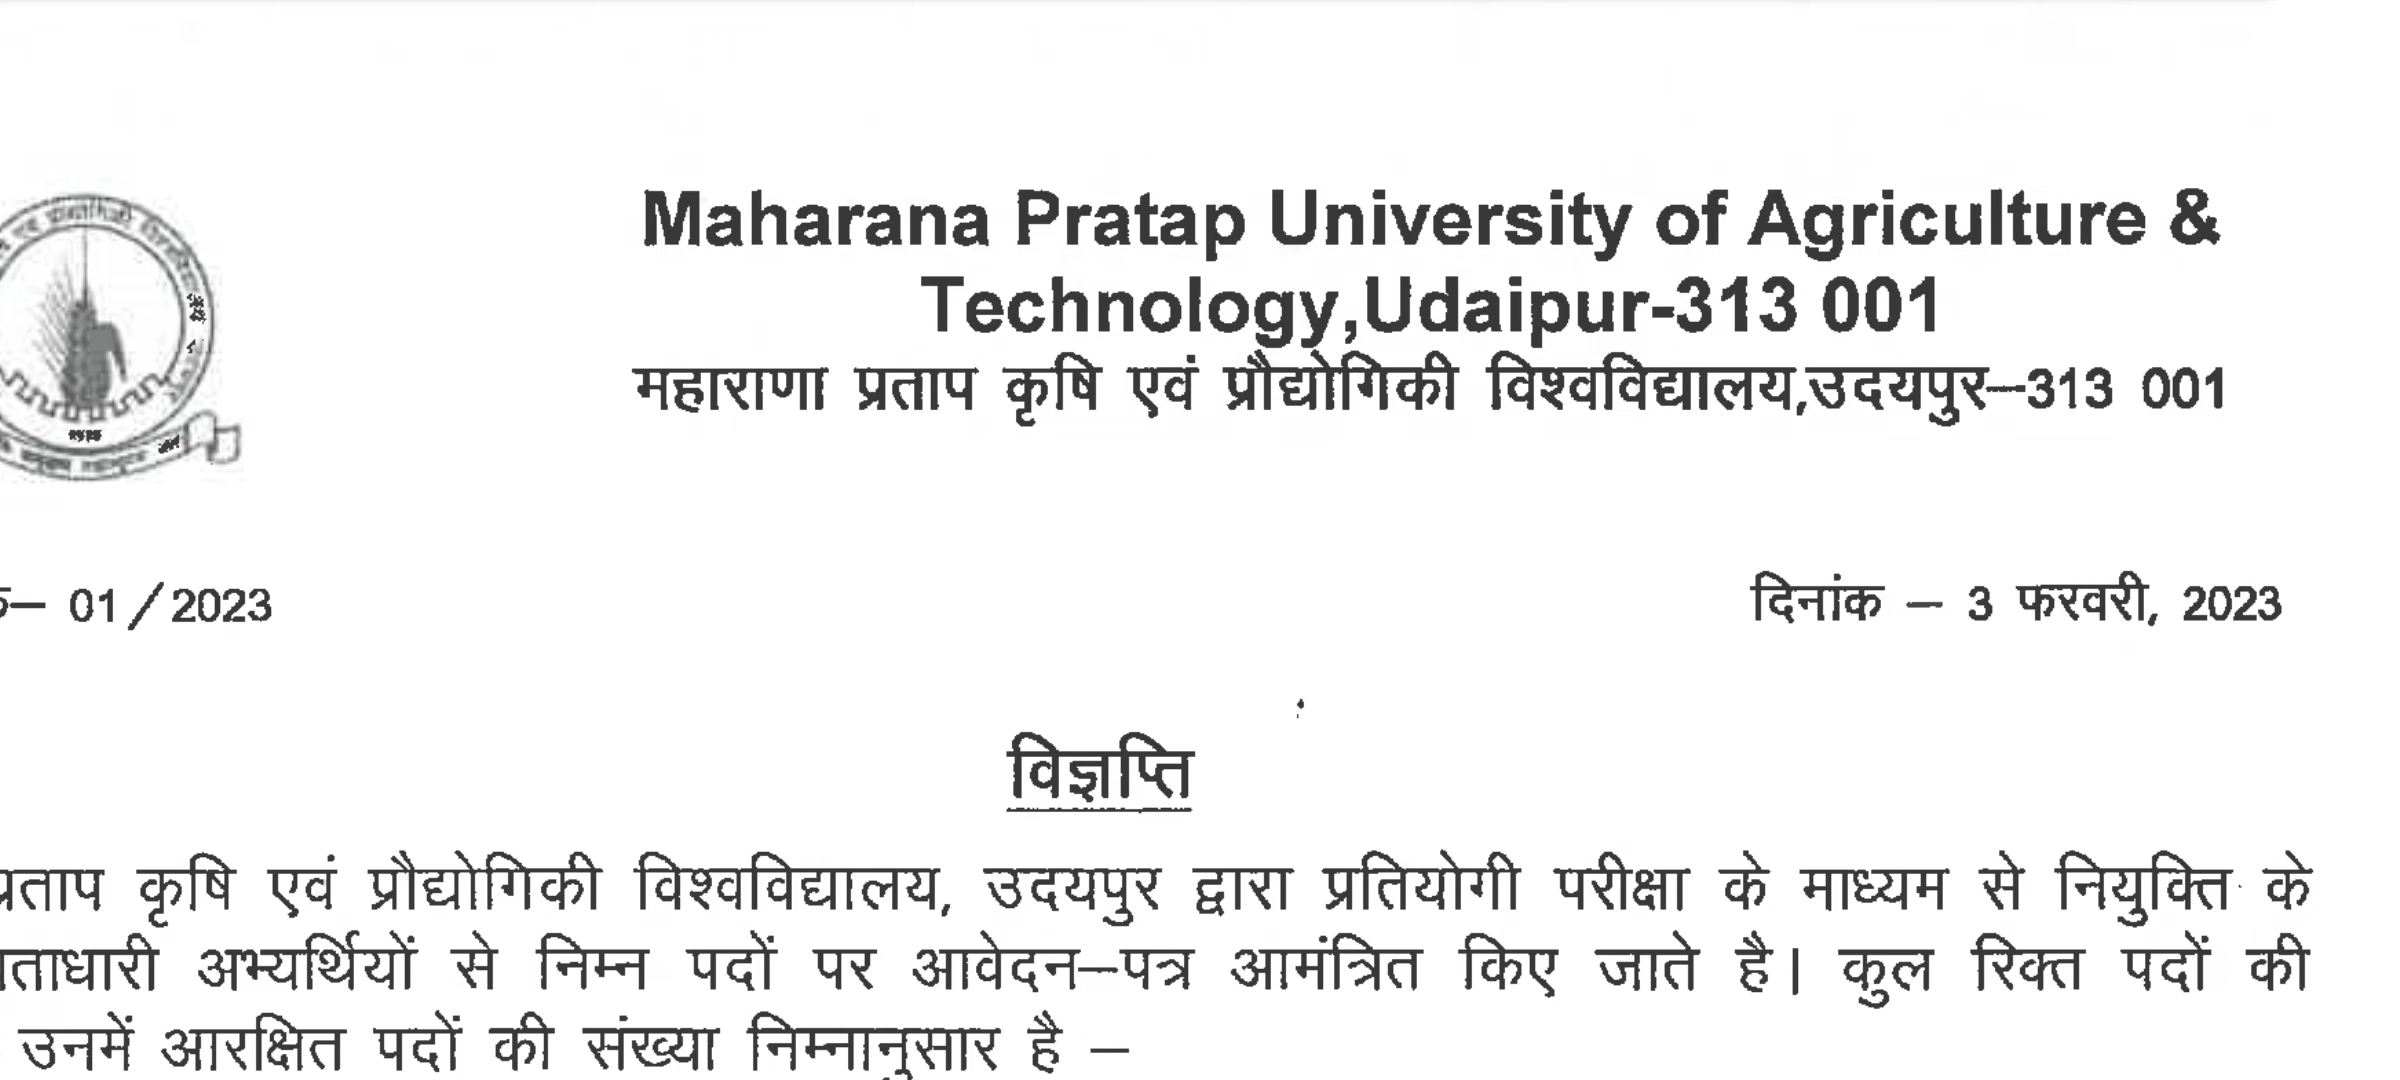 Maharana Pratap University of Agriculture &
Technology,Udaipur-313 001
महाराणा प्रताप कृषि एवं प्रौद्योगिकी विश्वविद्यालय,उदयपुर–313 001
01/2023
दिनांक – 3 फरवरी, 2023
विज्ञप्ति
प्रताप कृषि एवं प्रौद्योगिकी विश्वविद्यालय, उदयपुर द्वारा प्रतियोगी परीक्षा के माध्यम से नियुक्ति के
अभ्यर्थियों से निम्न पदों पर आवेदन–पत्र आमंत्रित किए जाते है। कुल रिक्त पदों की
उनमें आरक्षित पदों की संख्या निम्नानुसार है –